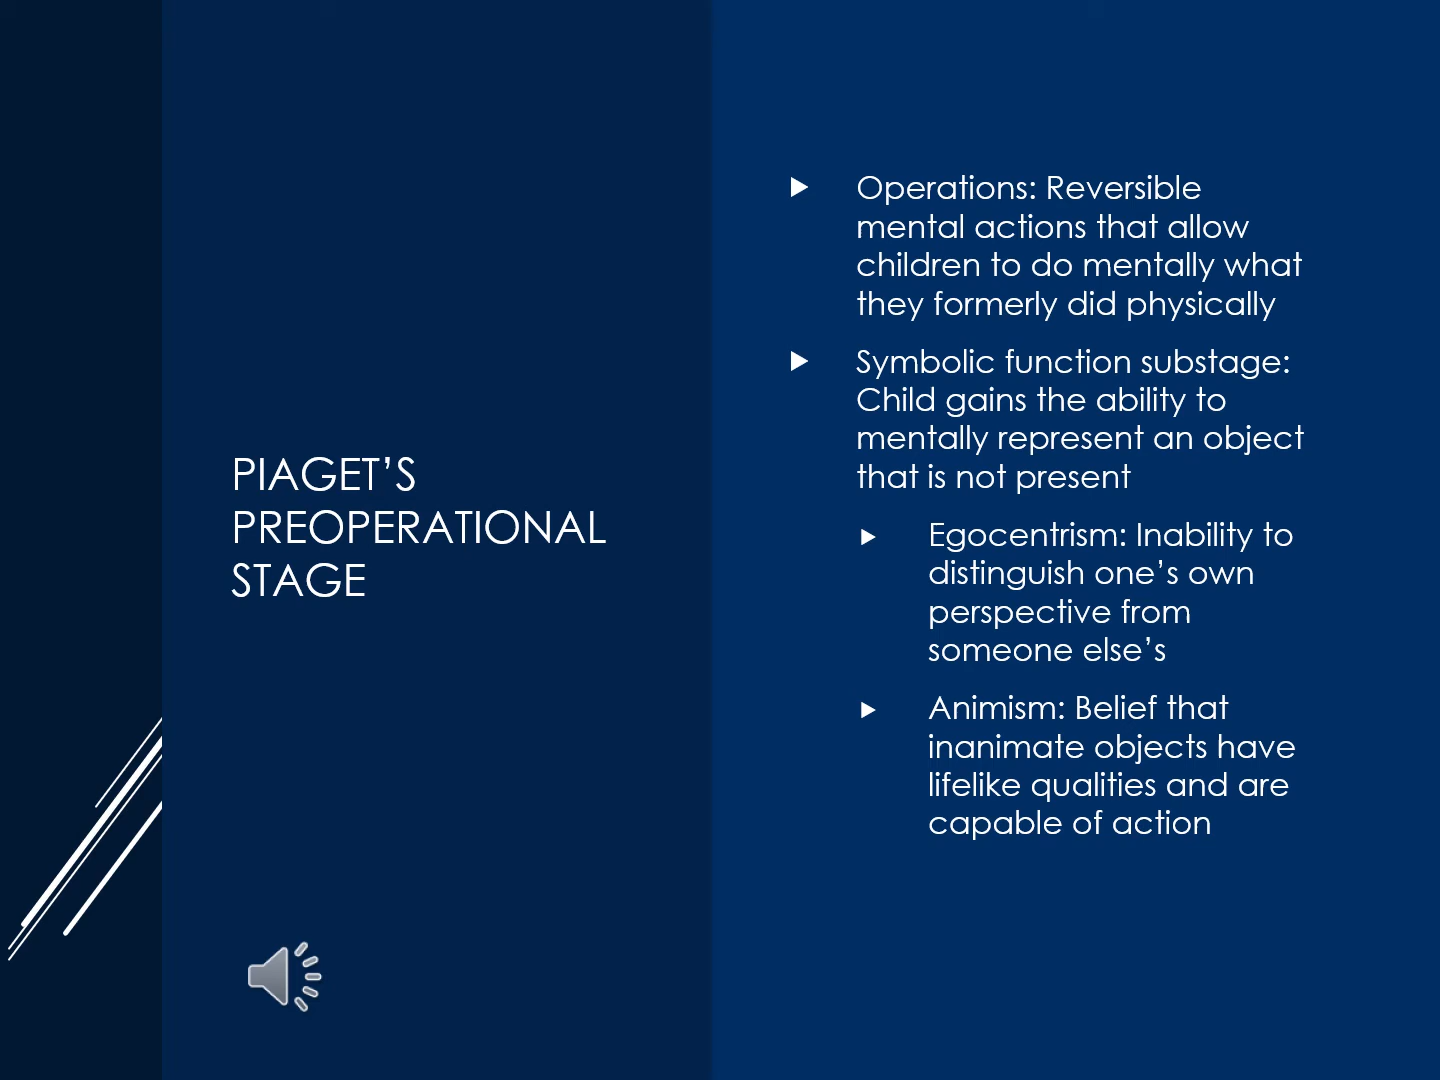 PIAGET’S
PREOPERATIONAL
STAGE
Operations: Reversible
mental actions that allow
children to do mentally what
they formerly did physically
Symbolic function substage:
Child gains the ability to
mentally represent an object
that is not present
Egocentrism: Inability to
distinguish one’s own
perspective from
someone else’s
Animism: Belief that
inanimate objects have
lifelike qualities and are
capable of action